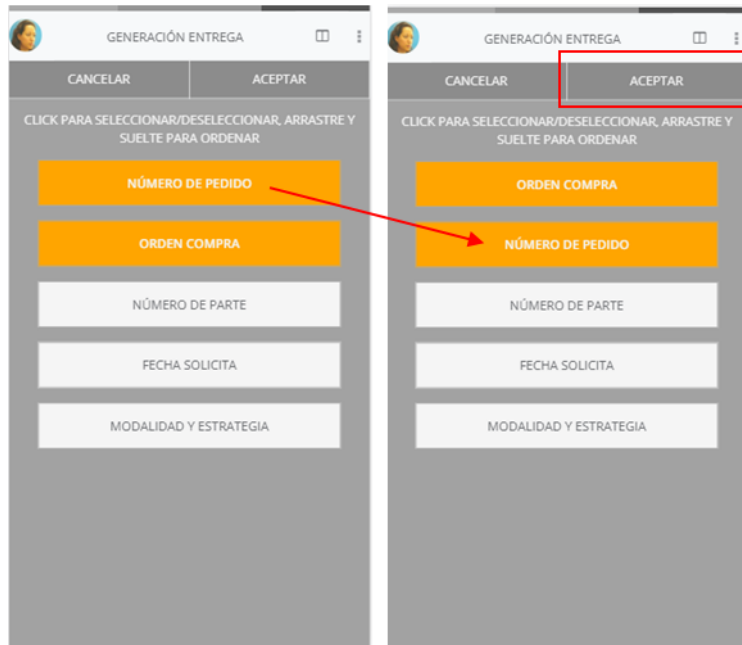 GENERACIÓN ENTREGA
CANCELAR ACEPTAR
CLICK PARA SELECCIONAR/DESELECCIONAR, ARRASTRE Y
SUELTE PARA ORDENAR
NÚMERO DE PEDIDO
ORDEN COMPRA
NÚMERO DE PARTE
FECHA SOLICITA
MODALIDAD Y ESTRATEGIA
GENERACIÓN ENTREGA
CANCELAR ACEPTAR
CLICK PARA SELECCIONAR/DESELECCIONAR, ARRASTRE Y
SUELTE PARA ORDENAR
ORDEN COMPRA
NÚMERO DE PEDIDO
NÚMERO DE PARTE
FECHA SOLICITA
MODALIDAD Y ESTRATEGIA